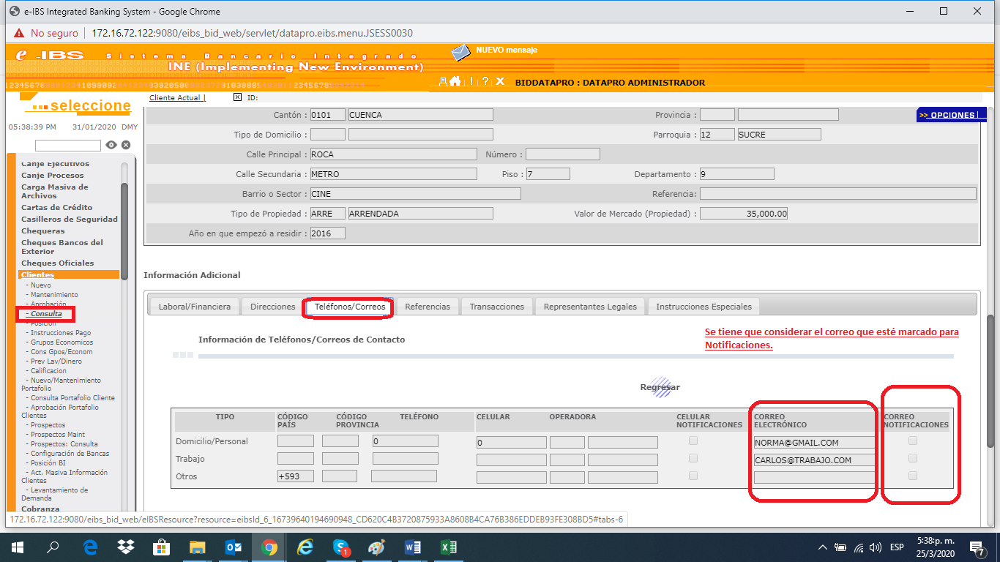 e-IBS Integrated Banking System - Google Chrome
No seguro 172.16.72.122:9080/eibs_bid_web/servlet/datapro.eibs.menu.JSESS0030
e -IBS Sistema Bancario Integrado
INE (Implementing New Environment)
NUEVO mensaje
! ? X BIDDATAPRO : DATAPRO ADMINISTRADOR
seleccione
Cliente Actual | ID:
05:38:39 PM 31/01/2020 DMY
Canje Ejecutivos
Canje Procesos
Carga Masiva de
Archivos
Cartas de Crédito
Casilleros de Seguridad
Chequeras
Cheques Bancos del
Exterior
Cheques Oficiales
Clientes
- Nuevo
- Mantenimiento
- Aprobación
- Consulta
- Posición
- Instrucciones Pago
- Grupos Economicos
- Cons Gpos/Econom
- Prev Lav/Dinero
- Calificacion
- Nuevo/Mantenimiento
Portafolio
- Consulta Portafolio Cliente
- Aprobación Portafolio
Clientes
- Prospectos
- Prospectos Maint
- Prospectos: Consulta
- Configuración de Bancas
- Posición BI
- Act. Masiva Información
Clientes
- Levantamiento de
Demanda
Cobranza
>> OPCIONES |
Cantón : 0101 CUENCA Provincia :
Tipo de Domicilio : Parroquia : 12 SUCRE
Calle Principal : ROCA Número :
Calle Secundaria : METRO Piso : 7 Departamento : 9
Barrio o Sector : CINE Referencia:
Tipo de Propiedad : ARRE ARRENDADA Valor de Mercado (Propiedad) : 35,000.00
Año en que empezó a residir : 2016
Información Adicional
Laboral/Financiera Direcciones Teléfonos/Correos Referencias Transacciones Representantes Legales Instrucciones Especiales
Información de Teléfonos/Correos de Contacto
Se tiene que considerar el correo que esté marcado para
Notificaciones.
Regresar
TIPO CÓDIGO PAÍS CÓDIGO PROVINCIA TELÉFONO CELULAR OPERADORA CELULAR NOTIFICACIONES CORREO ELECTRÓNICO CORREO NOTIFICACIONES
Domicilio/Personal 0 0 NORMA@GMAIL.COM
Trabajo CARLOS@TRABAJO.COM
Otros +593
172.16.72.122:9080/eibs_bid_web/eIBSResource?resource=eibsId_6_16739640194690948_CD620C4B3720875933A8608B4CA76B386EDDEB93FE308BD5#tabs-6
ESP 5:38 p. m.
25/3/2020
1
7